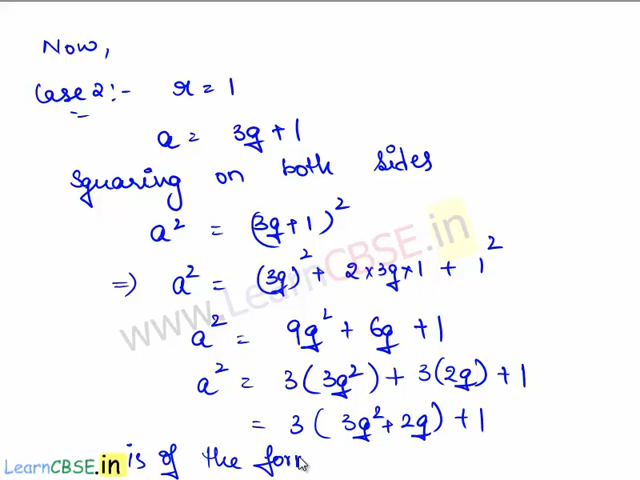 Now,
Case 2:- r = 1
a = 3q + 1
Squaring on both sides
a² = (3q + 1)²
⇒) a² = (3q)² + 2×3q×1 + 1²
www.LearnCBSE.in
a² = 9q² + 6q + 1
a² = 3(3q²) + 3(2q) + 1
= 3(3q² + 2q) + 1
LearnCBSE.in is of the for